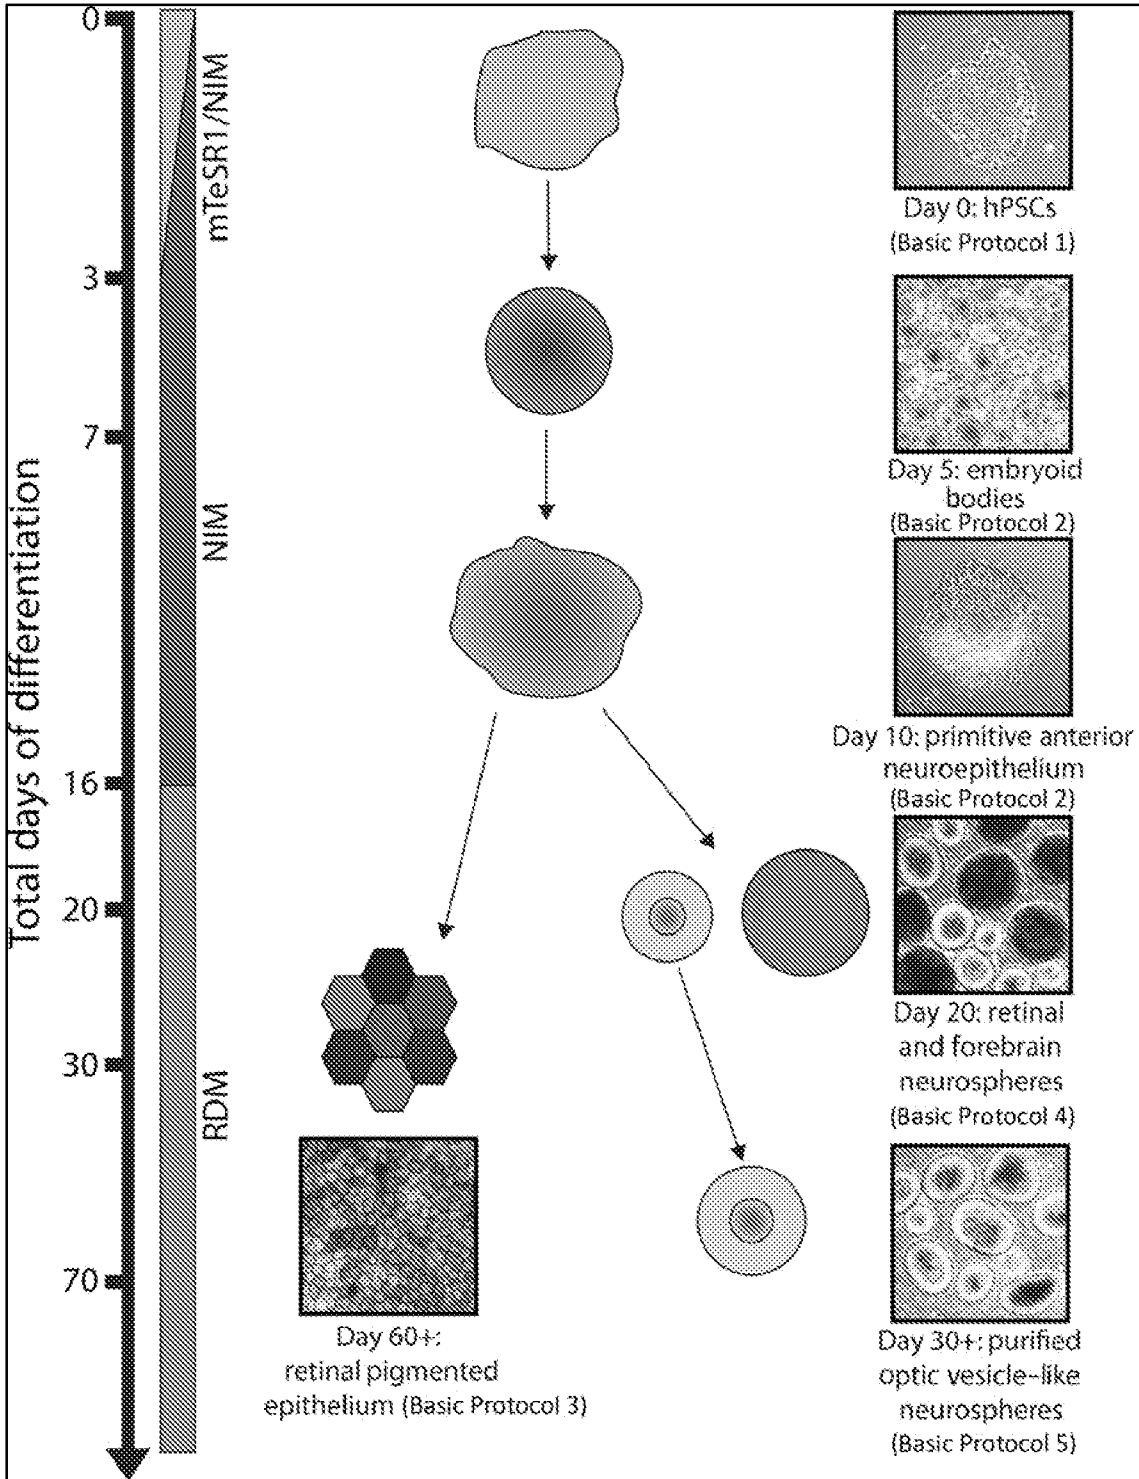 Total days of differentiation
0
3
7
16
20
30
70
mTeSR1/NIM
NIM
RDM
Day 0: hPSCs
(Basic Protocol 1)
Day 5: embryoid
bodies
(Basic Protocol 2)
Day 10: primitive anterior
neuroepithelium
(Basic Protocol 2)
Day 20: retinal
and forebrain
neurospheres
(Basic Protocol 4)
Day 60+:
retinal pigmented
epithelium (Basic Protocol 3)
Day 30+: purified
optic vesicle-like
neurospheres
(Basic Protocol 5)